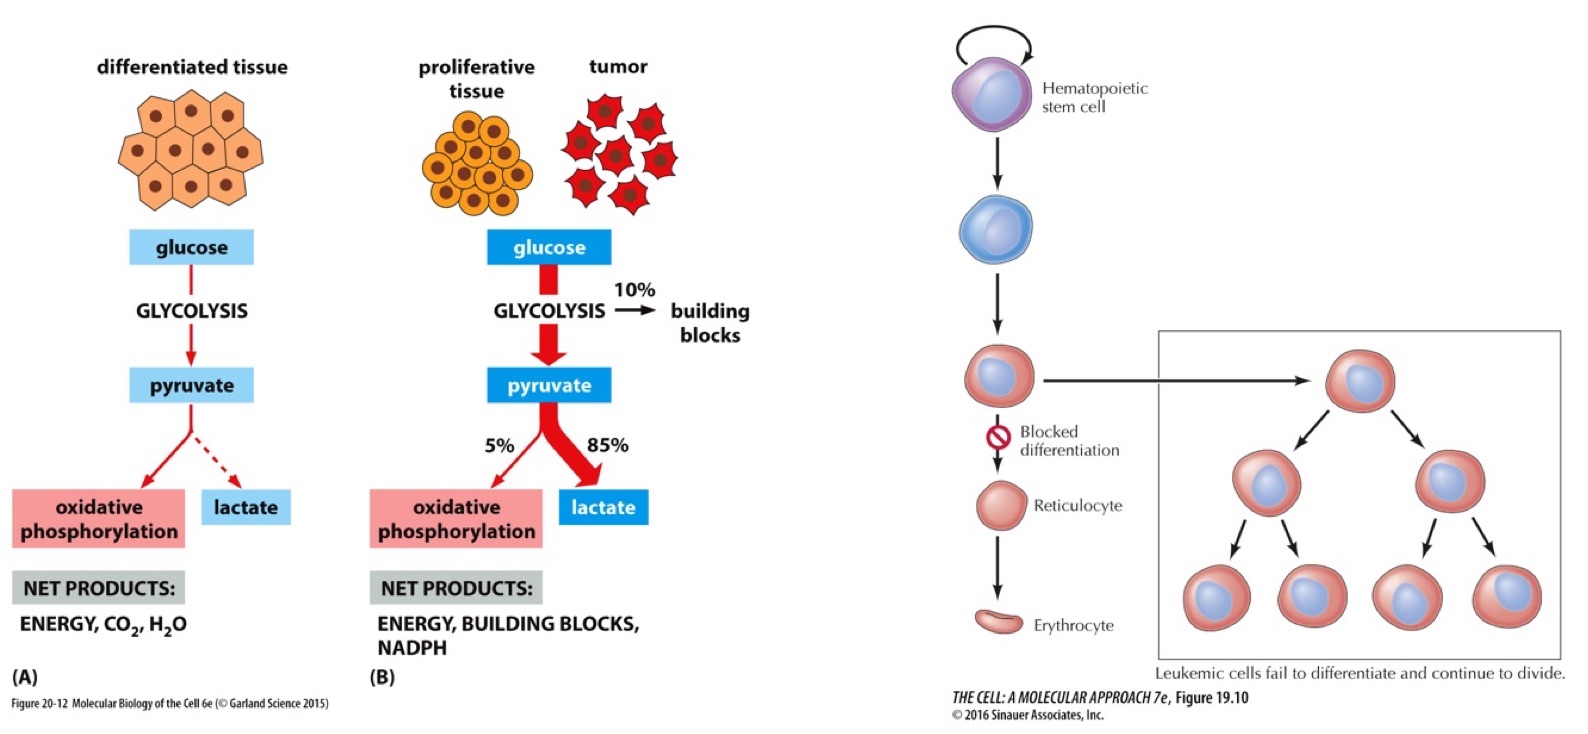 differentiated tissue
glucose
GLYCOLYSIS
pyruvate
oxidative
phosphorylation
lactate
NET PRODUCTS:
ENERGY, CO2, H2O
(A)
Figure 20-12 Molecular Biology of the Cell 6e (© Garland Science 2015)
proliferative
tissue
tumor
glucose
GLYCOLYSIS
10%
building
blocks
pyruvate
5%
85%
oxidative
phosphorylation
lactate
NET PRODUCTS:
ENERGY, BUILDING BLOCKS,
NADPH
(B)
Hematopoietic
stem cell
Blocked
differentiation
Reticulocyte
Erythrocyte
Leukemic cells fail to differentiate and continue to divide.
THE CELL: A MOLECULAR APPROACH 7e, Figure 19.10
© 2016 Sinauer Associates, Inc.